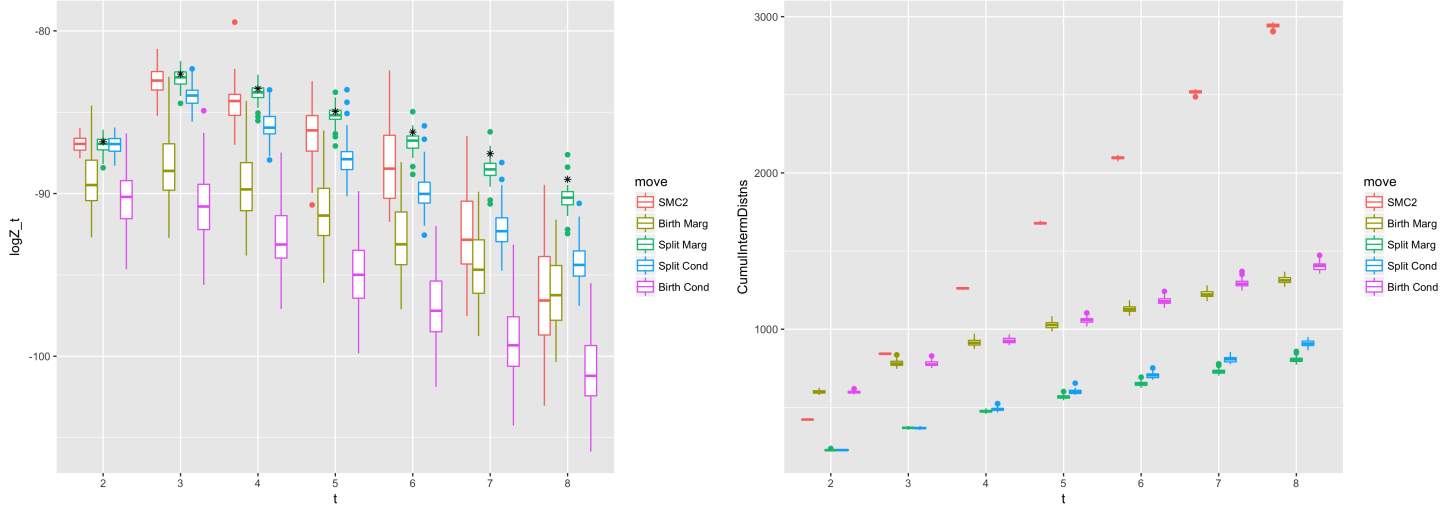 -80
-90
-100
logZ_t
2 3 4 5 6 7 8
t
move
SMC2
Birth Marg
Split Marg
Split Cond
Birth Cond
3000
2000
1000
CumulIntermDistns
2 3 4 5 6 7 8
t
move
SMC2
Birth Marg
Split Marg
Split Cond
Birth Cond